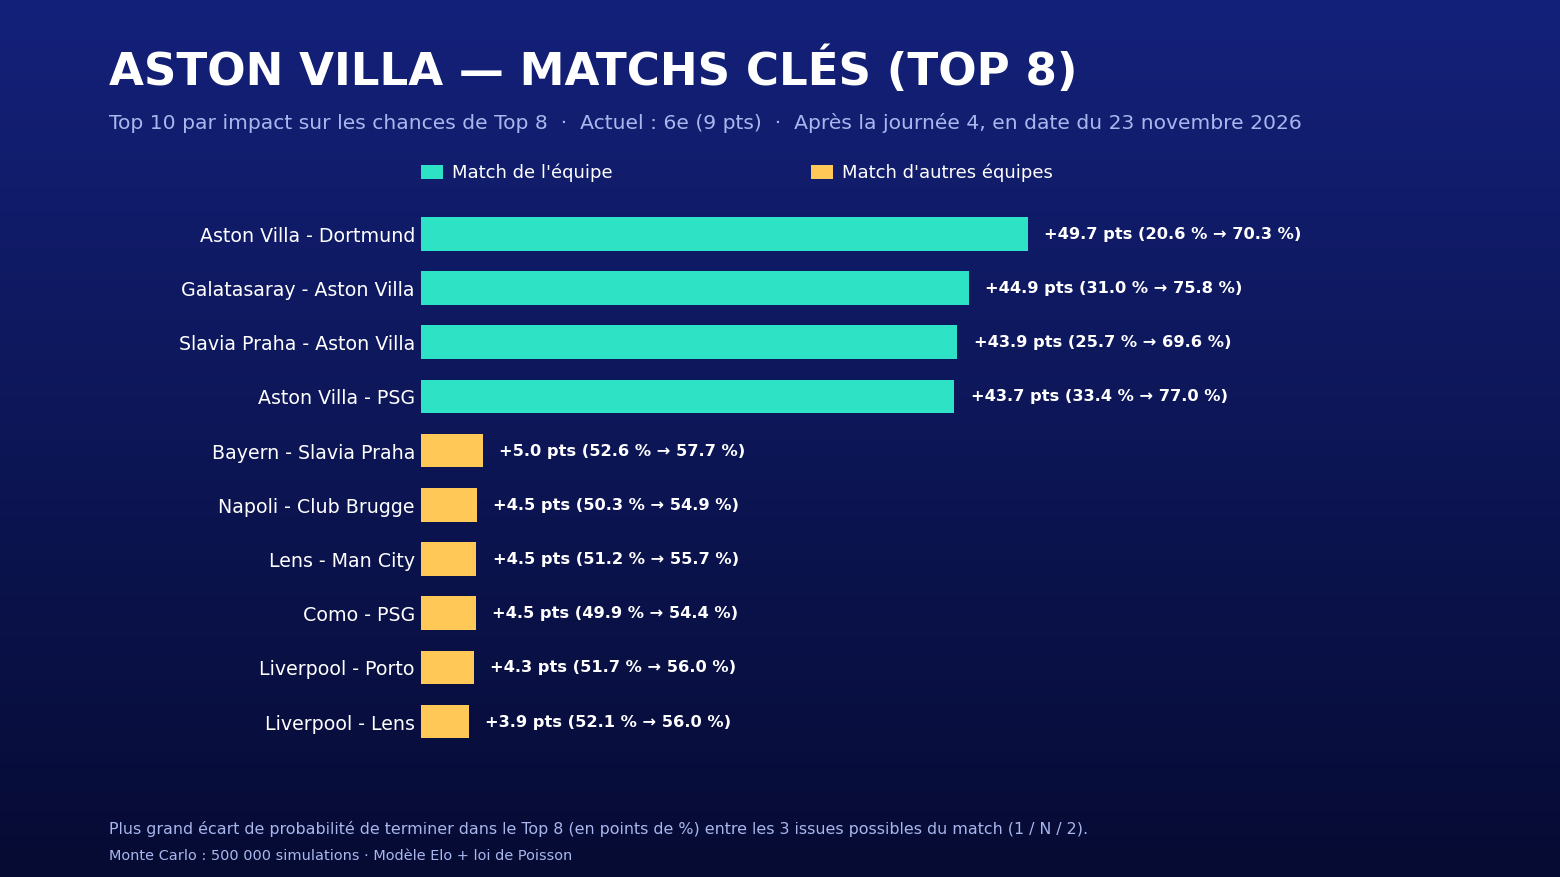 ASTON VILLA — MATCHS CLÉS (TOP 8)
Top 10 par impact sur les chances de Top 8 · Actuel : 6e (9 pts) · Après la journée 4, en date du 23 novembre 2026
Match de l'équipe Match d'autres équipes
Aston Villa - Dortmund +49.7 pts (20.6 % → 70.3 %)
Galatasaray - Aston Villa +44.9 pts (31.0 % → 75.8 %)
Slavia Praha - Aston Villa +43.9 pts (25.7 % → 69.6 %)
Aston Villa - PSG +43.7 pts (33.4 % → 77.0 %)
Bayern - Slavia Praha +5.0 pts (52.6 % → 57.7 %)
Napoli - Club Brugge +4.5 pts (50.3 % → 54.9 %)
Lens - Man City +4.5 pts (51.2 % → 55.7 %)
Como - PSG +4.5 pts (49.9 % → 54.4 %)
Liverpool - Porto +4.3 pts (51.7 % → 56.0 %)
Liverpool - Lens +3.9 pts (52.1 % → 56.0 %)
Plus grand écart de probabilité de terminer dans le Top 8 (en points de %) entre les 3 issues possibles du match (1 / N / 2).
Monte Carlo : 500 000 simulations · Modèle Elo + loi de Poisson